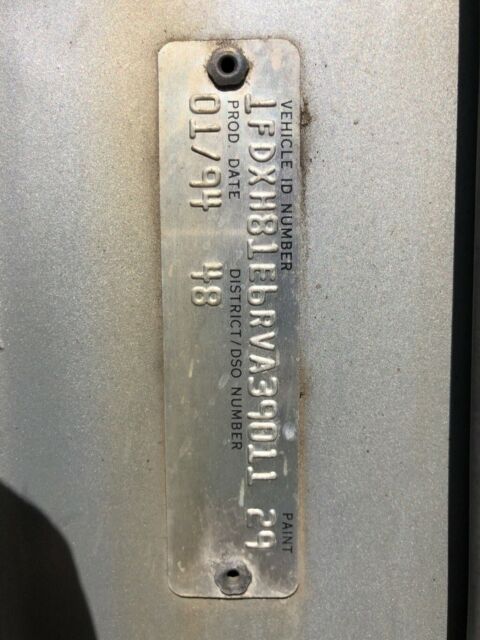 VEHICLE ID NUMBER PAINT
1FDXH81E6RVA39011 29
PROD DATE DISTRICT/DSO NUMBER
01/94 48